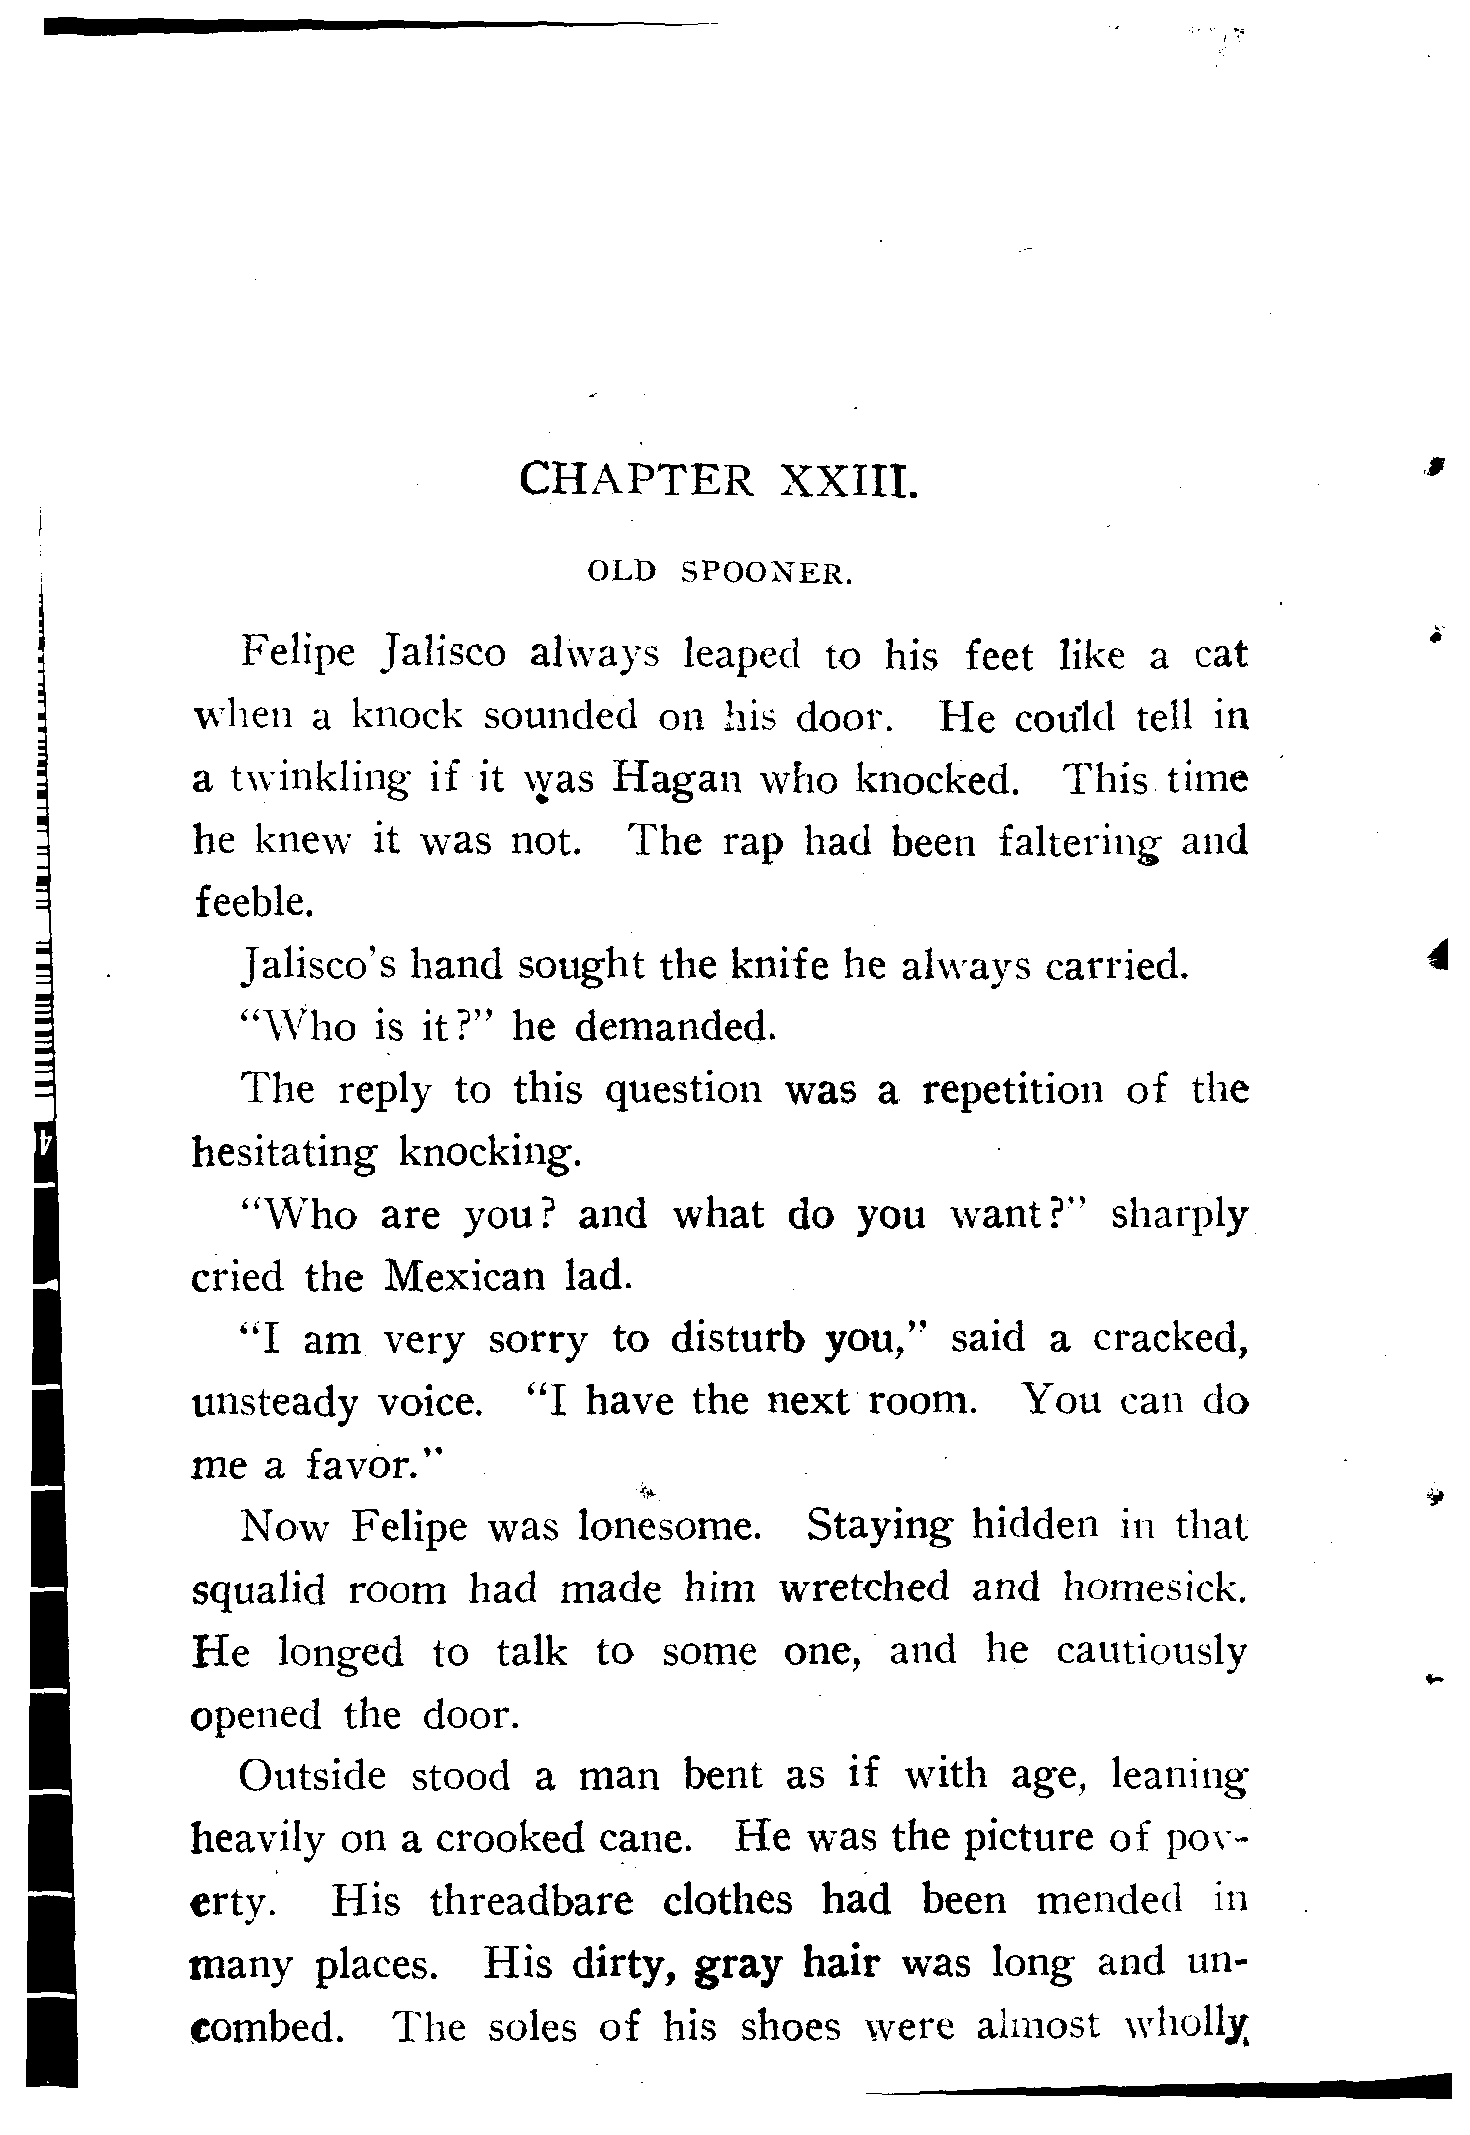 CHAPTER XXIII.
OLD SPOONER.
Felipe Jalisco always leaped to his feet like a cat
when a knock sounded on his door. He could tell in
a twinkling if it was Hagan who knocked. This time
he knew it was not. The rap had been faltering and
feeble.
Jalisco's hand sought the knife he always carried.
"Who is it?" he demanded.
The reply to this question was a repetition of the
hesitating knocking.
"Who are you? and what do you want?" sharply
cried the Mexican lad.
"I am very sorry to disturb you," said a cracked,
unsteady voice. "I have the next room. You can do
me a favor."
Now Felipe was lonesome. Staying hidden in that
squalid room had made him wretched and homesick.
He longed to talk to some one, and he cautiously
opened the door.
Outside stood a man bent as if with age, leaning
heavily on a crooked cane. He was the picture of pov-
erty. His threadbare clothes had been mended in
many places. His dirty, gray hair was long and un-
combed. The soles of his shoes were almost wholly
4